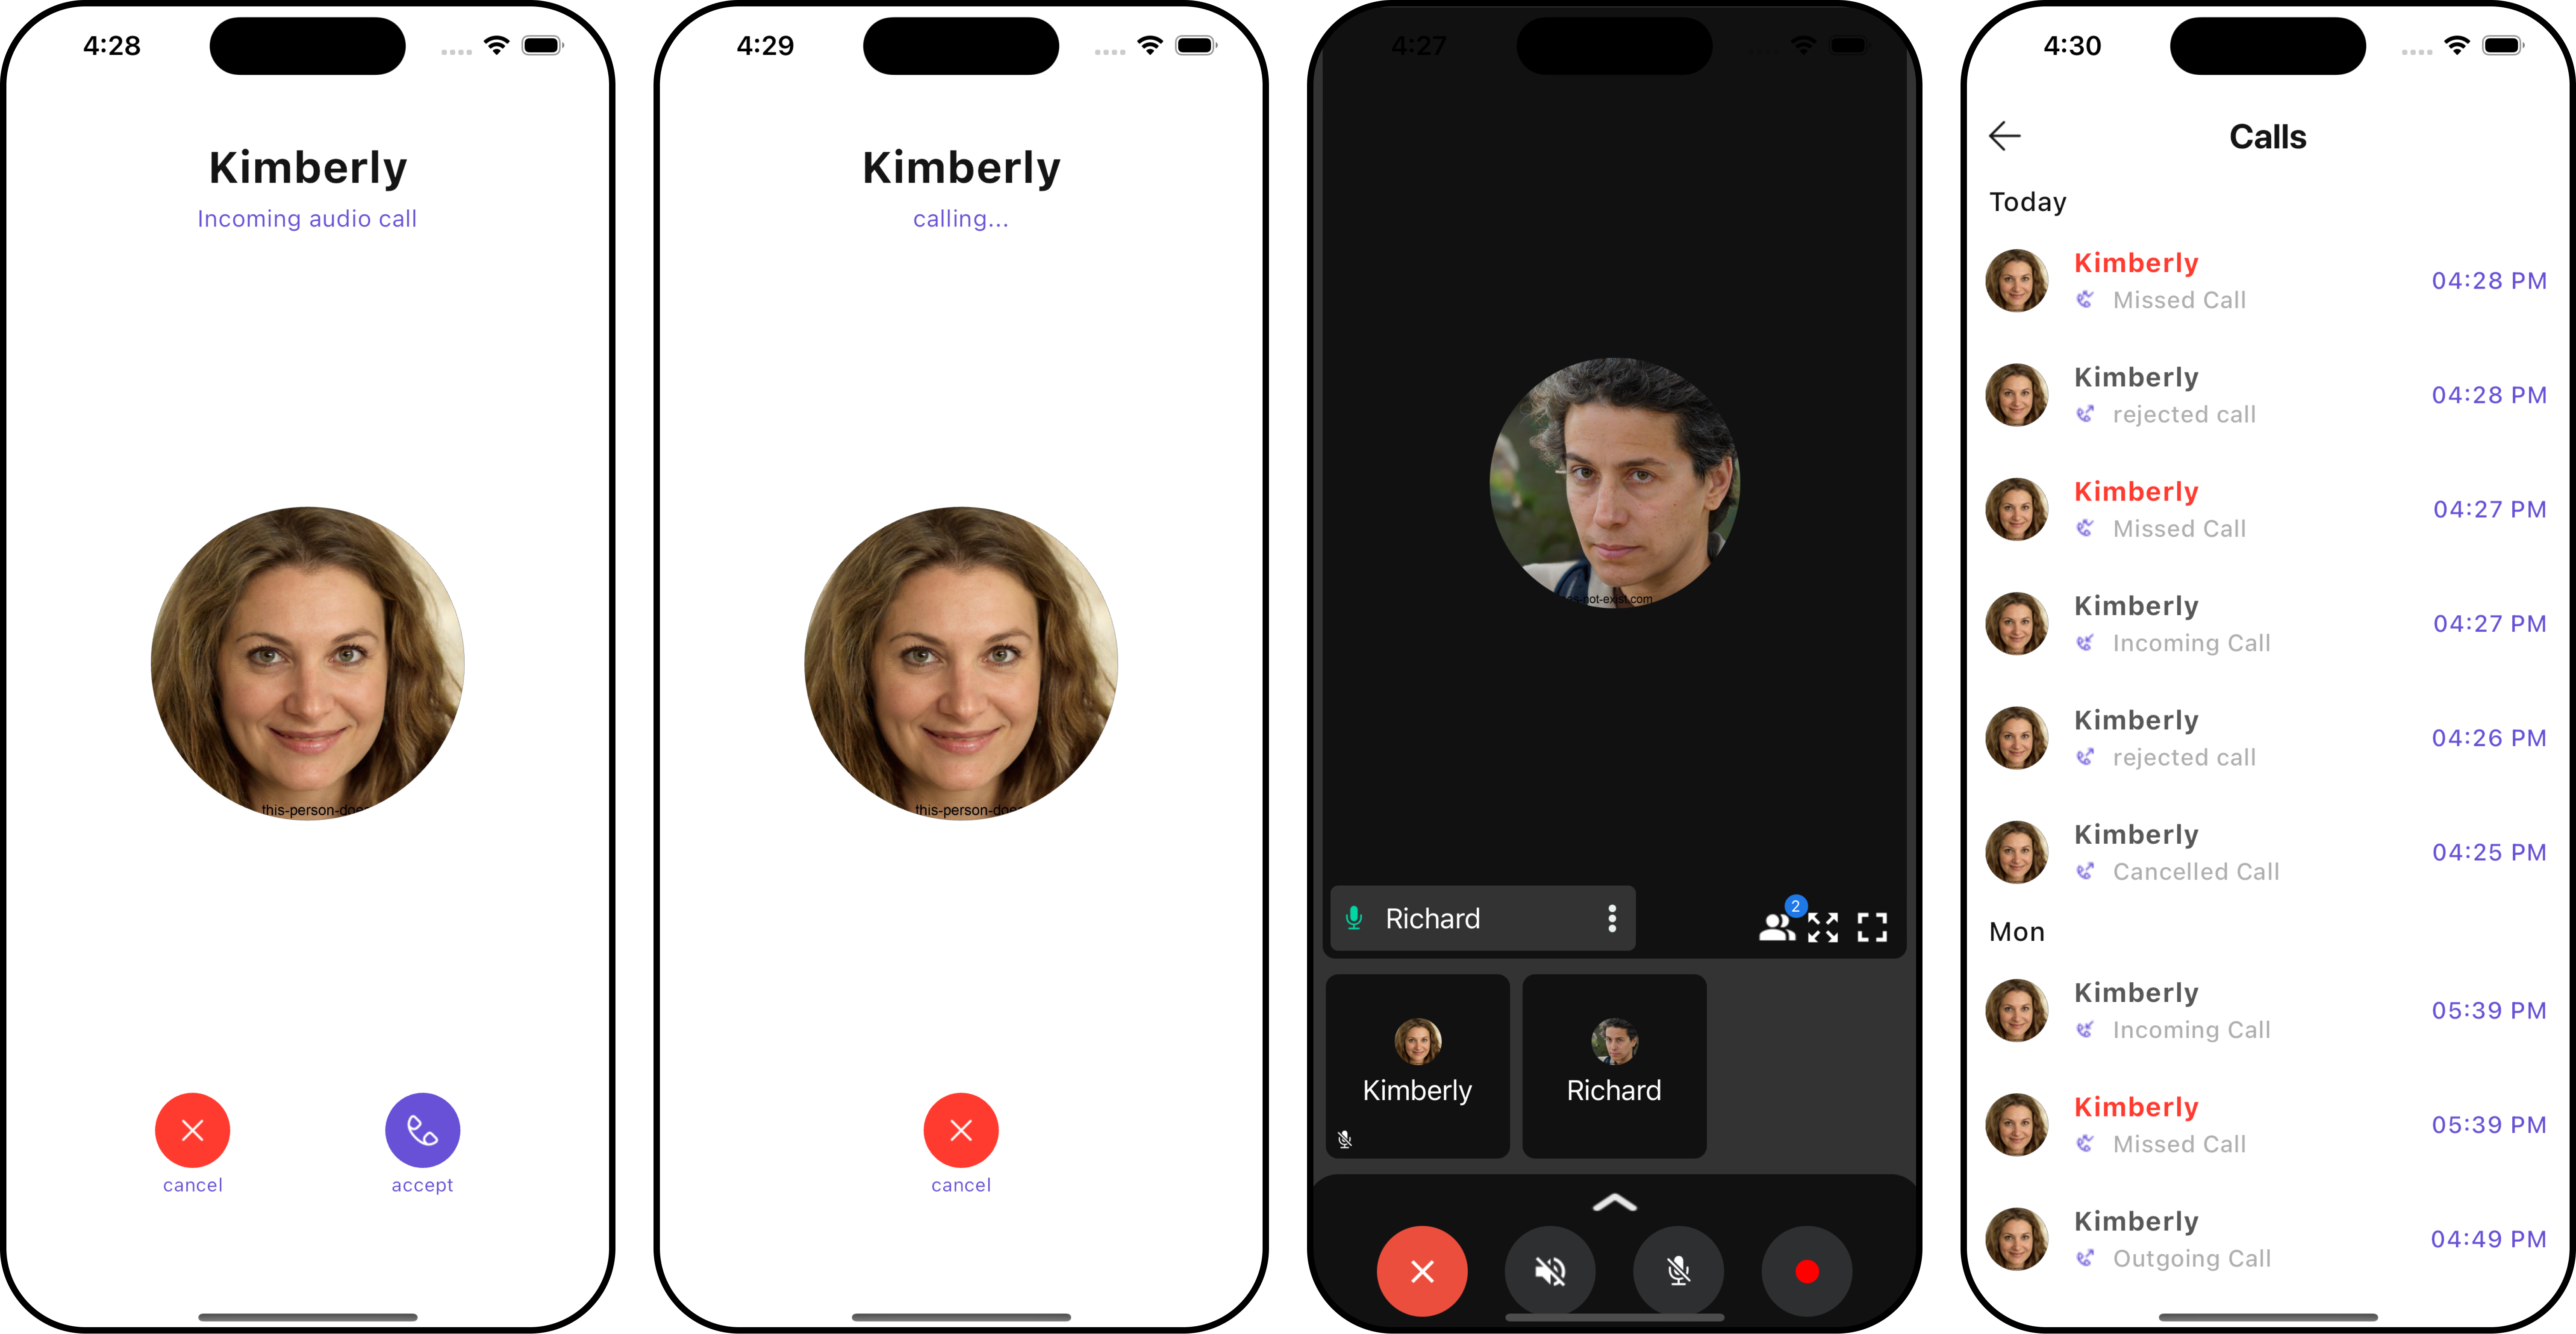 4:28
Kimberly
Incoming audio call
this-person-doe
cancel
accept
4:29
Kimberly
calling...
this-person-doe
cancel
4:27
s-not-exist.com
Richard
2
Kimberly
Richard
4:30
Calls
Today
Kimberly
Missed Call
04:28 PM
Kimberly
rejected call
04:28 PM
Kimberly
Missed Call
04:27 PM
Kimberly
Incoming Call
04:27 PM
Kimberly
rejected call
04:26 PM
Kimberly
Cancelled Call
04:25 PM
Mon
Kimberly
Incoming Call
05:39 PM
Kimberly
Missed Call
05:39 PM
Kimberly
Outgoing Call
04:49 PM